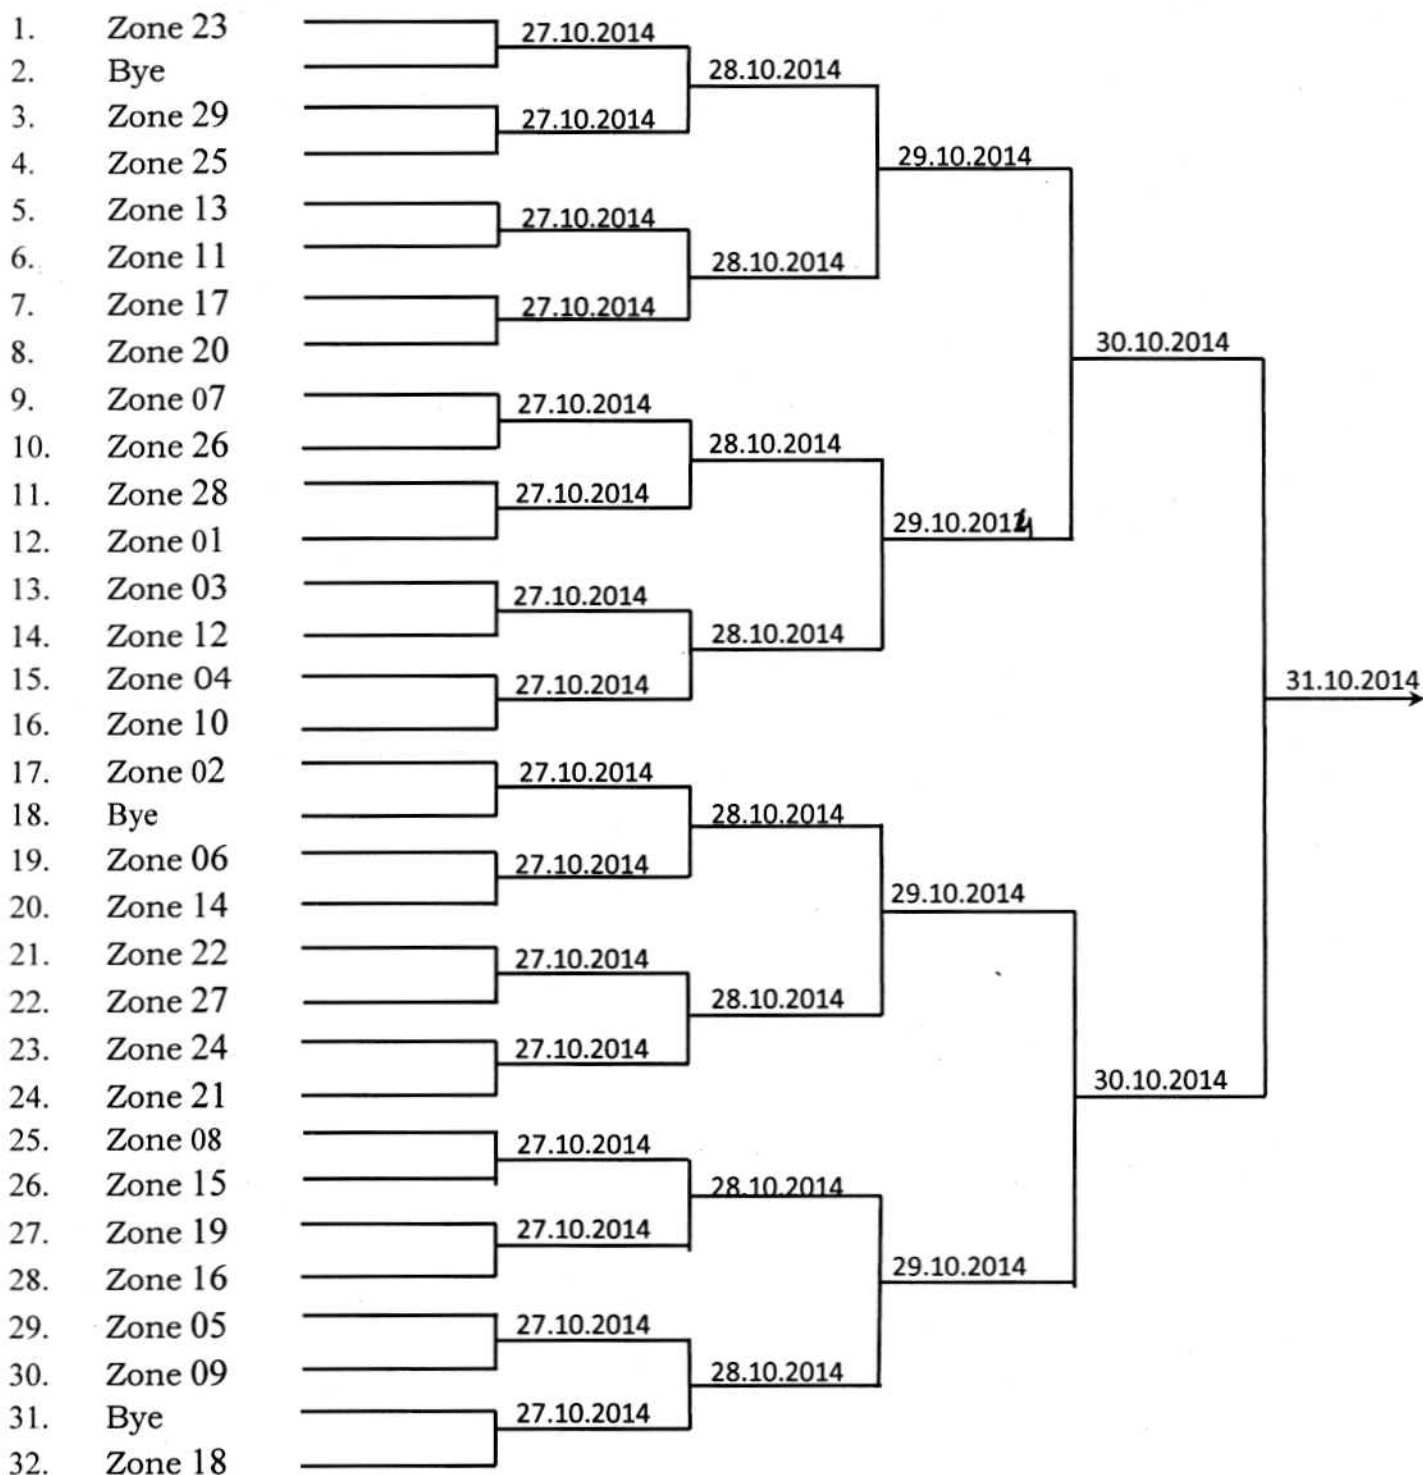 1. Zone 23
27.10.2014
2. Bye
28.10.2014
3. Zone 29
27.10.2014
4. Zone 25
29.10.2014
5. Zone 13
27.10.2014
6. Zone 11
28.10.2014
7. Zone 17
27.10.2014
8. Zone 20
30.10.2014
9. Zone 07
27.10.2014
10. Zone 26
28.10.2014
11. Zone 28
27.10.2014
12. Zone 01
29.10.2014
13. Zone 03
27.10.2014
14. Zone 12
28.10.2014
15. Zone 04
27.10.2014
31.10.2014
16. Zone 10
17. Zone 02
27.10.2014
18. Bye
28.10.2014
19. Zone 06
27.10.2014
20. Zone 14
29.10.2014
21. Zone 22
27.10.2014
22. Zone 27
28.10.2014
23. Zone 24
27.10.2014
24. Zone 21
30.10.2014
25. Zone 08
27.10.2014
26. Zone 15
28.10.2014
27. Zone 19
27.10.2014
28. Zone 16
29.10.2014
29. Zone 05
27.10.2014
30. Zone 09
28.10.2014
31. Bye
27.10.2014
32. Zone 18